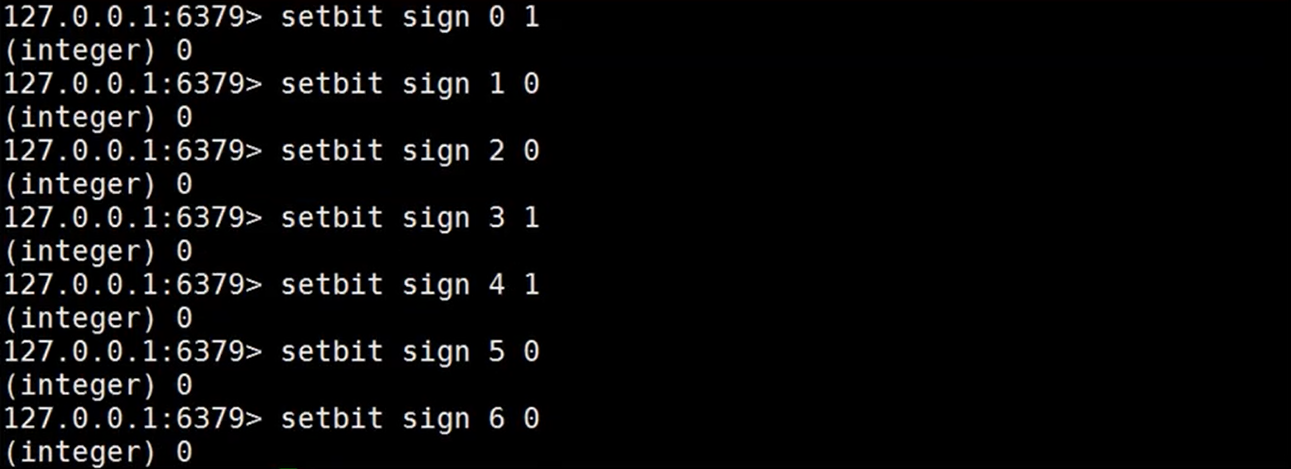 127.0.0.1:6379> setbit sign 0 1
(integer) 0
127.0.0.1:6379> setbit sign 1 0
(integer) 0
127.0.0.1:6379> setbit sign 2 0
(integer) 0
127.0.0.1:6379> setbit sign 3 1
(integer) 0
127.0.0.1:6379> setbit sign 4 1
(integer) 0
127.0.0.1:6379> setbit sign 5 0
(integer) 0
127.0.0.1:6379> setbit sign 6 0
(integer) 0